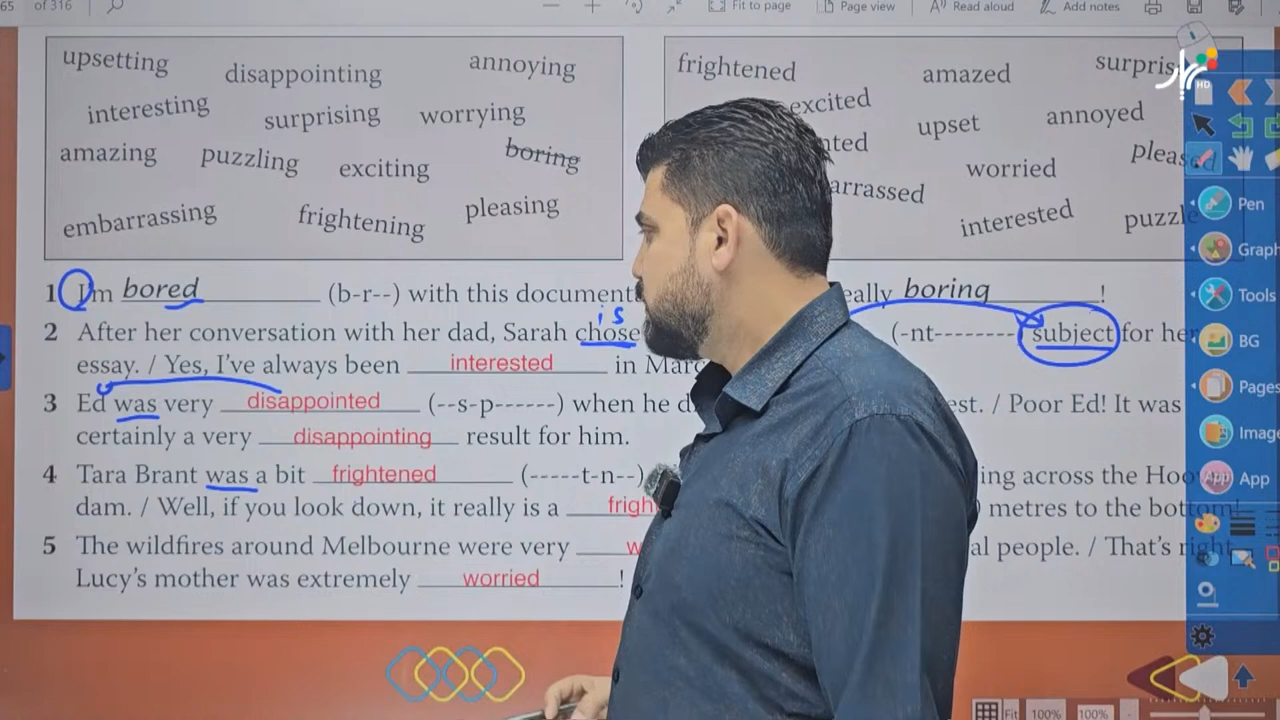 65 of 316 Fit to page Page view Read aloud Add notes
upsetting disappointing annoying
interesting surprising worrying
amazing puzzling exciting boring
embarrassing frightening pleasing
frightened amazed
excited upset annoyed
worried
interested
HD
1 I'm bored (b-r--) with this boring !
is
2 After her conversation with her dad, Sarah chose (-nt-------- subject for her
essay. / Yes, I've always been interested in
3 Ed was very disappointed (--s-p------) when he / Poor Ed! It was
certainly a very disappointing result for him.
4 Tara Brant was a bit frightened (-----t-n--) across the
dam. / Well, if you look down, it really is a metres to the bottom!
5 The wildfires around Melbourne were very people. / That's right
Lucy's mother was extremely worried !
Pen
Graph
Tools
BG
Pages
Image
App App
Fit 100% 100%